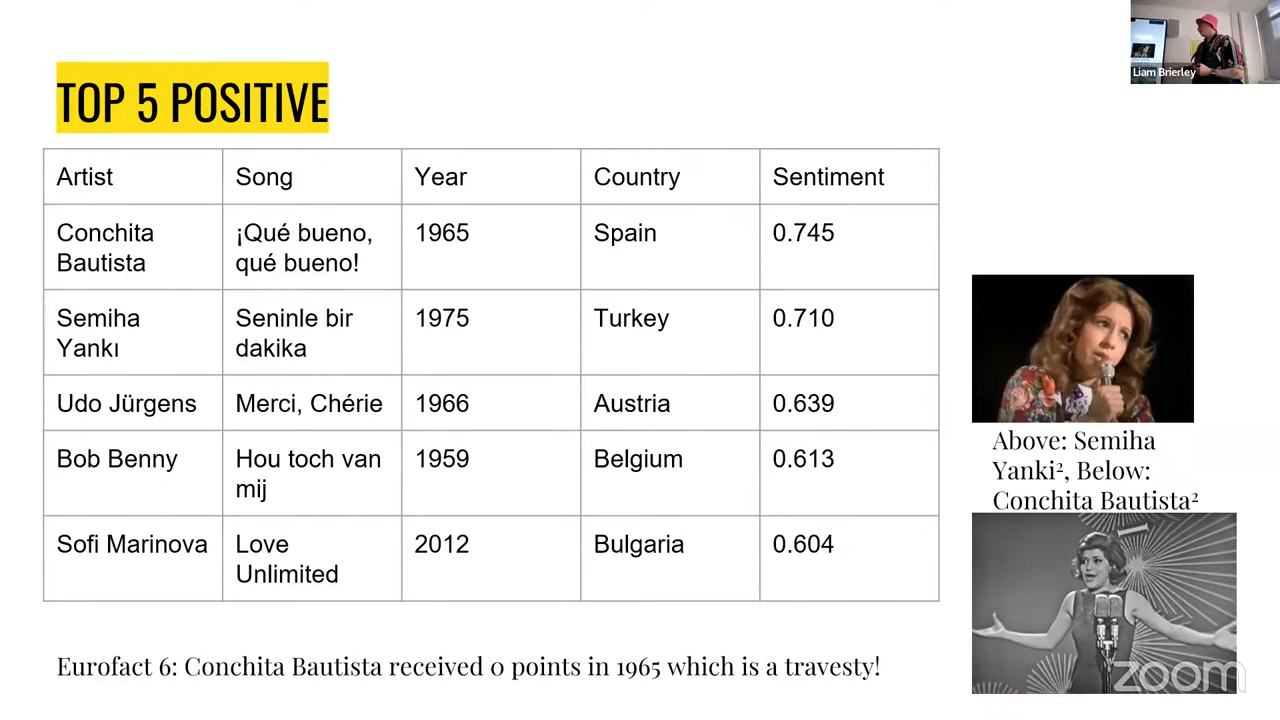 TOP 5 POSITIVE
Artist Song Year Country Sentiment
Conchita Bautista ¡Qué bueno, qué bueno! 1965 Spain 0.745
Semiha Yankı Seninle bir dakika 1975 Turkey 0.710
Udo Jürgens Merci, Chérie 1966 Austria 0.639
Bob Benny Hou toch van mij 1959 Belgium 0.613
Sofi Marinova Love Unlimited 2012 Bulgaria 0.604
Liam Brierley
Above: Semiha
Yanki², Below:
Conchita Bautista²
Eurofact 6: Conchita Bautista received 0 points in 1965 which is a travesty!
zoom